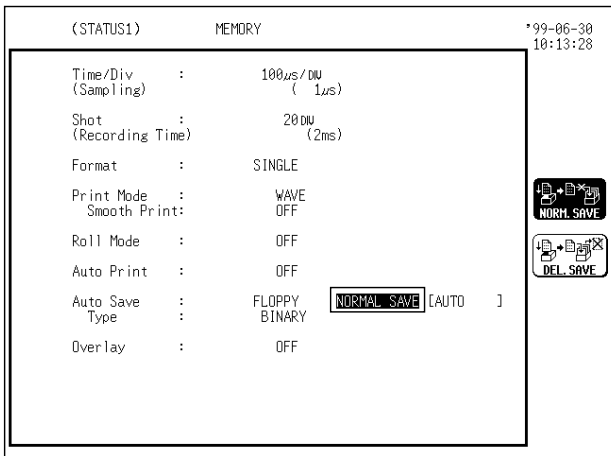 (STATUS1) MEMORY '99-06-30
10:13:28
Time/Div : 100µs/DIV
(Sampling) ( 1µs)
Shot : 20DIV
(Recording Time) (2ms)
Format : SINGLE
Print Mode : WAVE
Smooth Print: OFF
Roll Mode : OFF
Auto Print : OFF
Auto Save : FLOPPY NORMAL SAVE [AUTO ]
Type : BINARY
Overlay : OFF
NORM. SAVE
DEL. SAVE